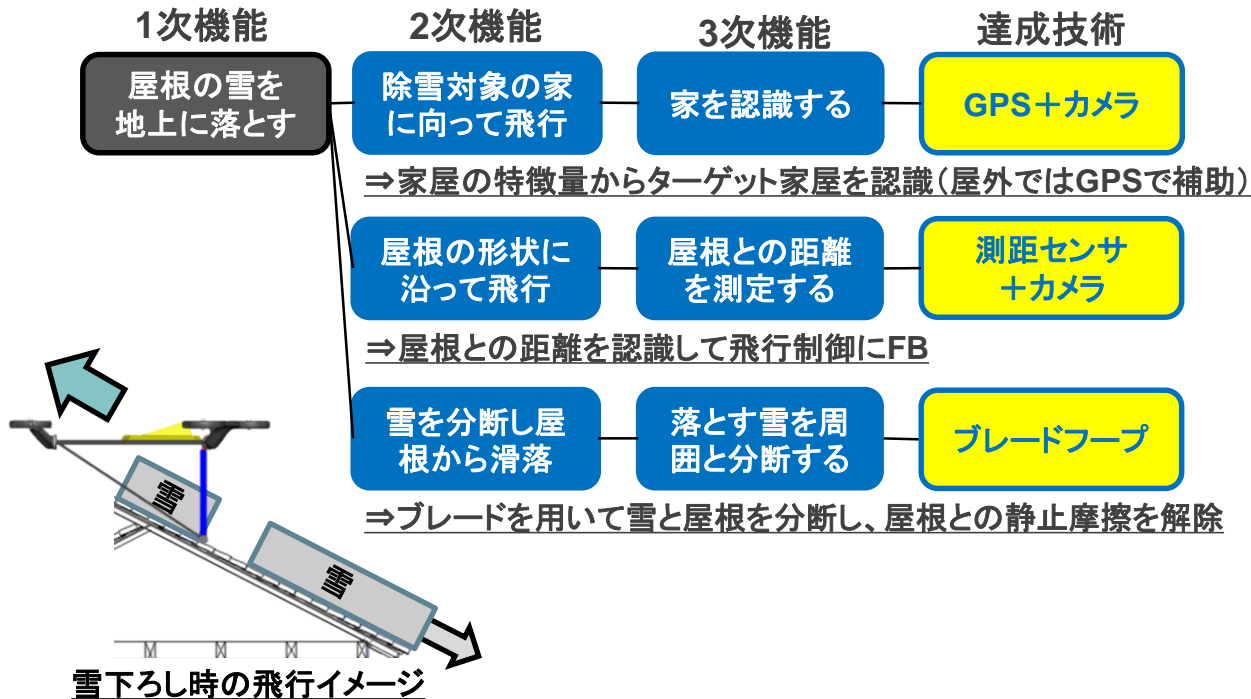 1次機能
2次機能
3次機能
達成技術
屋根の雪を
地上に落とす
除雪対象の家
に向って飛行
家を認識する
GPS＋カメラ
⇒家屋の特徴量からターゲット家屋を認識（屋外ではGPSで補助）
屋根の形状に
沿って飛行
屋根との距離
を測定する
測距センサ
＋カメラ
⇒屋根との距離を認識して飛行制御にFB
雪を分断し屋
根から滑落
落とす雪を周
囲と分断する
ブレードフープ
⇒ブレードを用いて雪と屋根を分断し、屋根との静止摩擦を解除
雪
雪
雪下ろし時の飛行イメージ